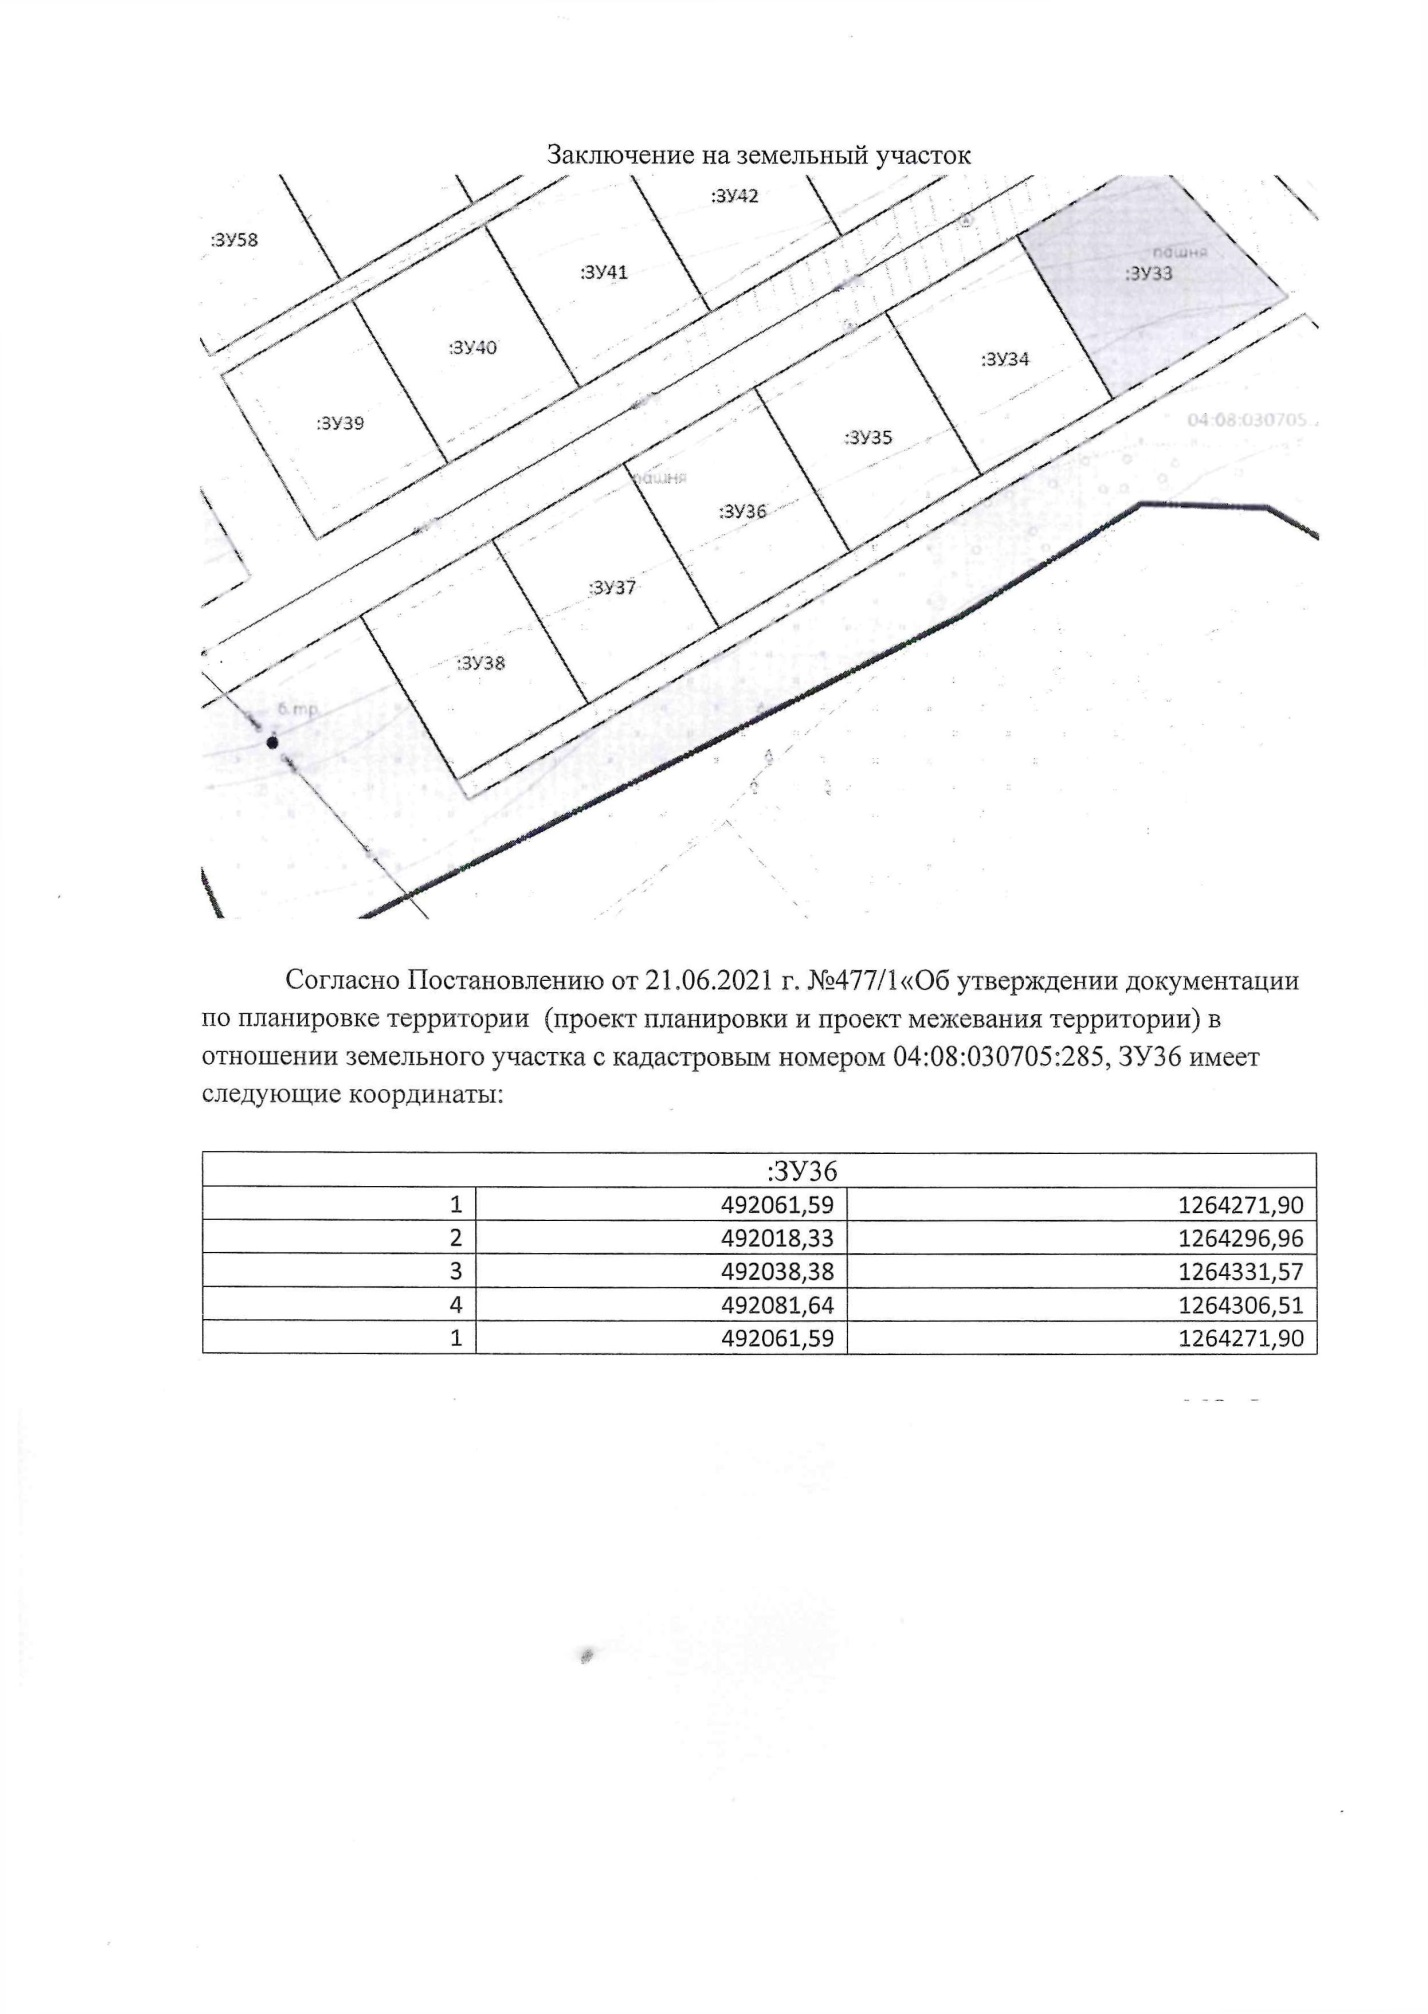 Заключение на земельный участок
:ЗУ42
:ЗУ58
:ЗУ41
пашня
:ЗУ33
:ЗУ40
:ЗУ34
:ЗУ39
04:08:030705
:ЗУ35
пашня
:ЗУ36
:ЗУ37
:ЗУ38
б.тр.
Согласно Постановлению от 21.06.2021 г. №477/1«Об утверждении документации
по планировке территории (проект планировки и проект межевания территории) в
отношении земельного участка с кадастровым номером 04:08:030705:285, ЗУ36 имеет
следующие координаты:
:ЗУ36
1 492061,59 1264271,90
2 492018,33 1264296,96
3 492038,38 1264331,57
4 492081,64 1264306,51
1 492061,59 1264271,90